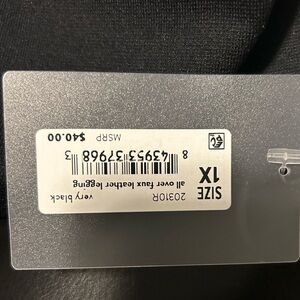 SIZE
1X
20310R
very black
all over faux leather legging
8 43953 37968 3
MSRP
$40.00